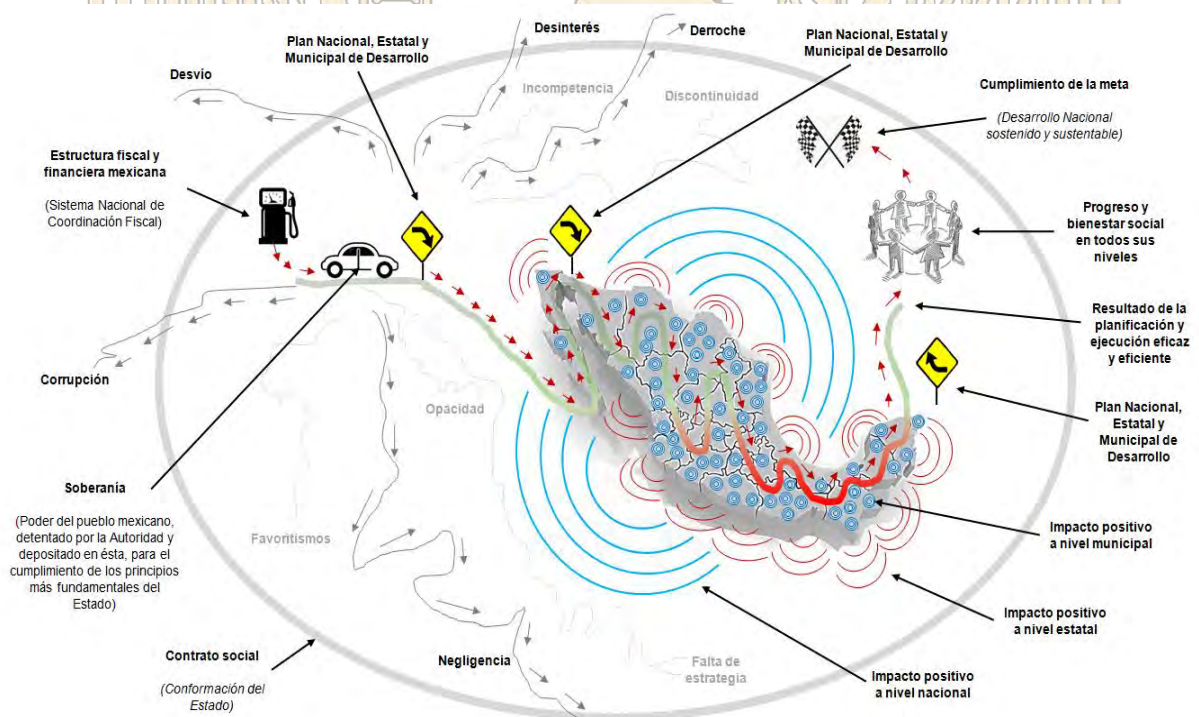 Desinterés
Derroche
Plan Nacional, Estatal y
Municipal de Desarrollo
Plan Nacional, Estatal y
Municipal de Desarrollo
Desvío
Incompetencia
Discontinuidad
Cumplimiento de la meta
(Desarrollo Nacional
sostenido y sustentable)
Estructura fiscal y
financiera mexicana
(Sistema Nacional de
Coordinación Fiscal)
Progreso y
bienestar social
en todos sus
niveles
Resultado de la
planificación y
ejecución eficaz
y eficiente
Corrupción
Opacidad
Plan Nacional,
Estatal y
Municipal de
Desarrollo
Soberanía
(Poder del pueblo mexicano,
detentado por la Autoridad y
depositado en ésta, para el
cumplimiento de los principios
más fundamentales del
Estado)
Favoritismos
Impacto positivo
a nivel municipal
Impacto positivo
a nivel estatal
Contrato social
(Conformación del
Estado)
Negligencia
Falta de
estrategia
Impacto positivo
a nivel nacional